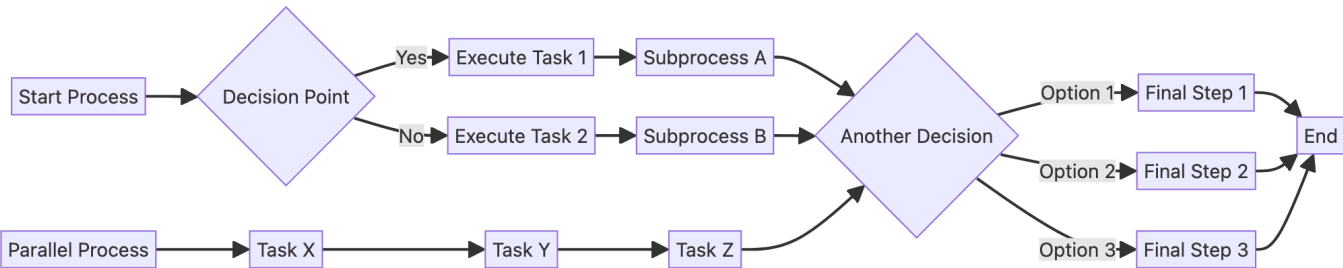 Start Process
Decision Point
Yes
Execute Task 1
Subprocess A
No
Execute Task 2
Subprocess B
Parallel Process
Task X
Task Y
Task Z
Another Decision
Option 1
Final Step 1
Option 2
Final Step 2
Option 3
Final Step 3
End